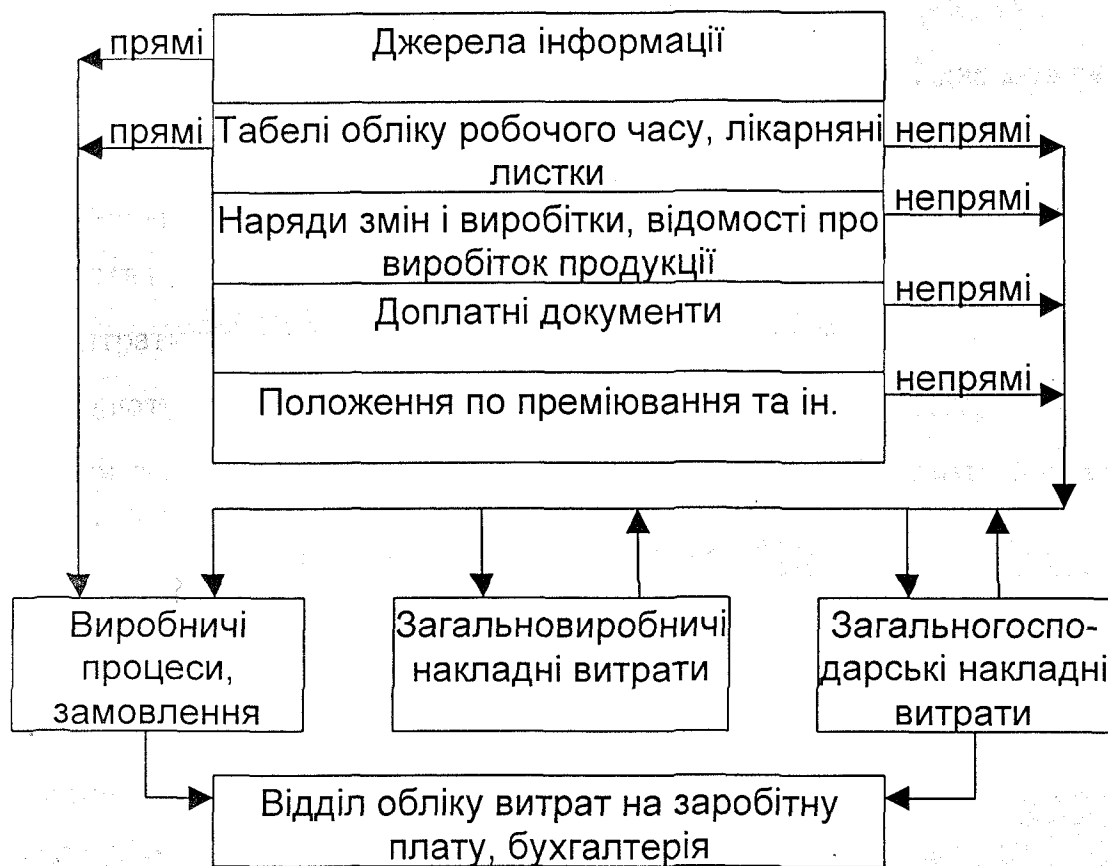 прямі
Джерела інформації
прямі
Табелі обліку робочого часу, лікарняні
листки
непрямі
Наряди змін і виробітки, відомості про
виробіток продукції
непрямі
Доплатні документи
непрямі
Положення по преміювання та ін.
непрямі
Виробничі
процеси,
замовлення
Загальновиробничі
накладні витрати
Загальногоспо-
дарські накладні
витрати
Відділ обліку витрат на заробітну
плату, бухгалтерія